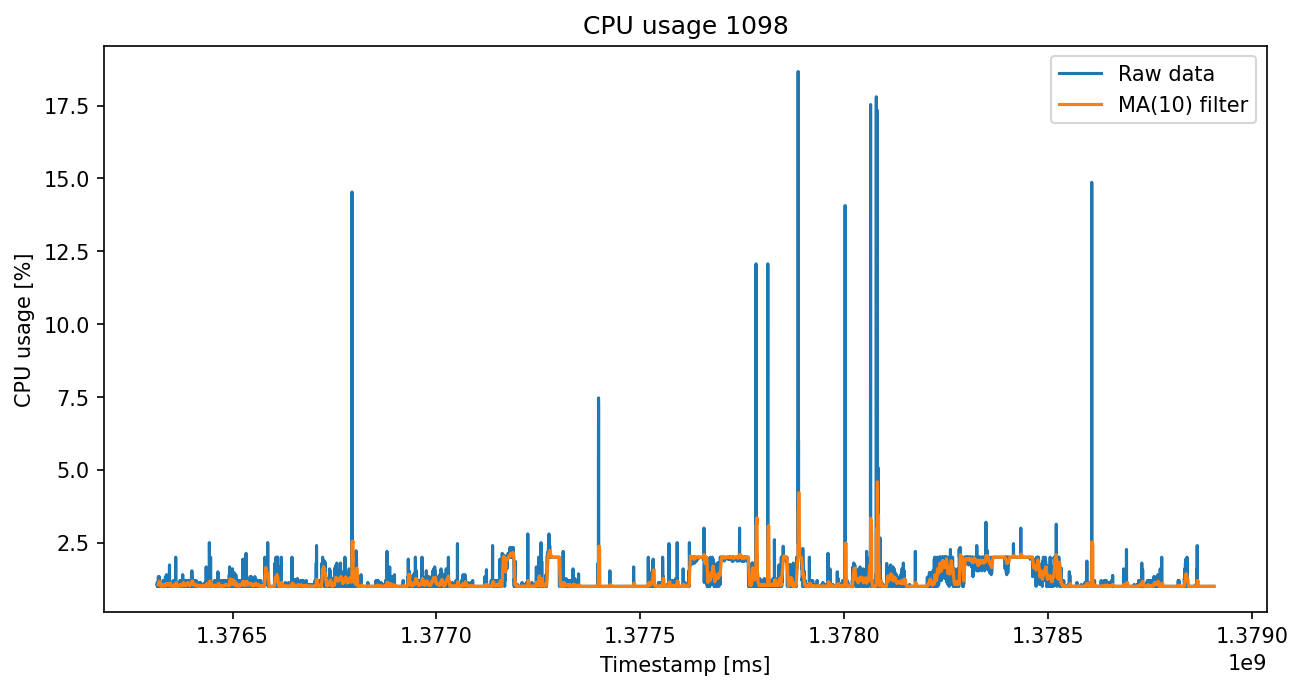 CPU usage 1098
Raw data
MA(10) filter
CPU usage [%]
17.5
15.0
12.5
10.0
7.5
5.0
2.5
1.3765 1.3770 1.3775 1.3780 1.3785 1.3790
1e9
Timestamp [ms]